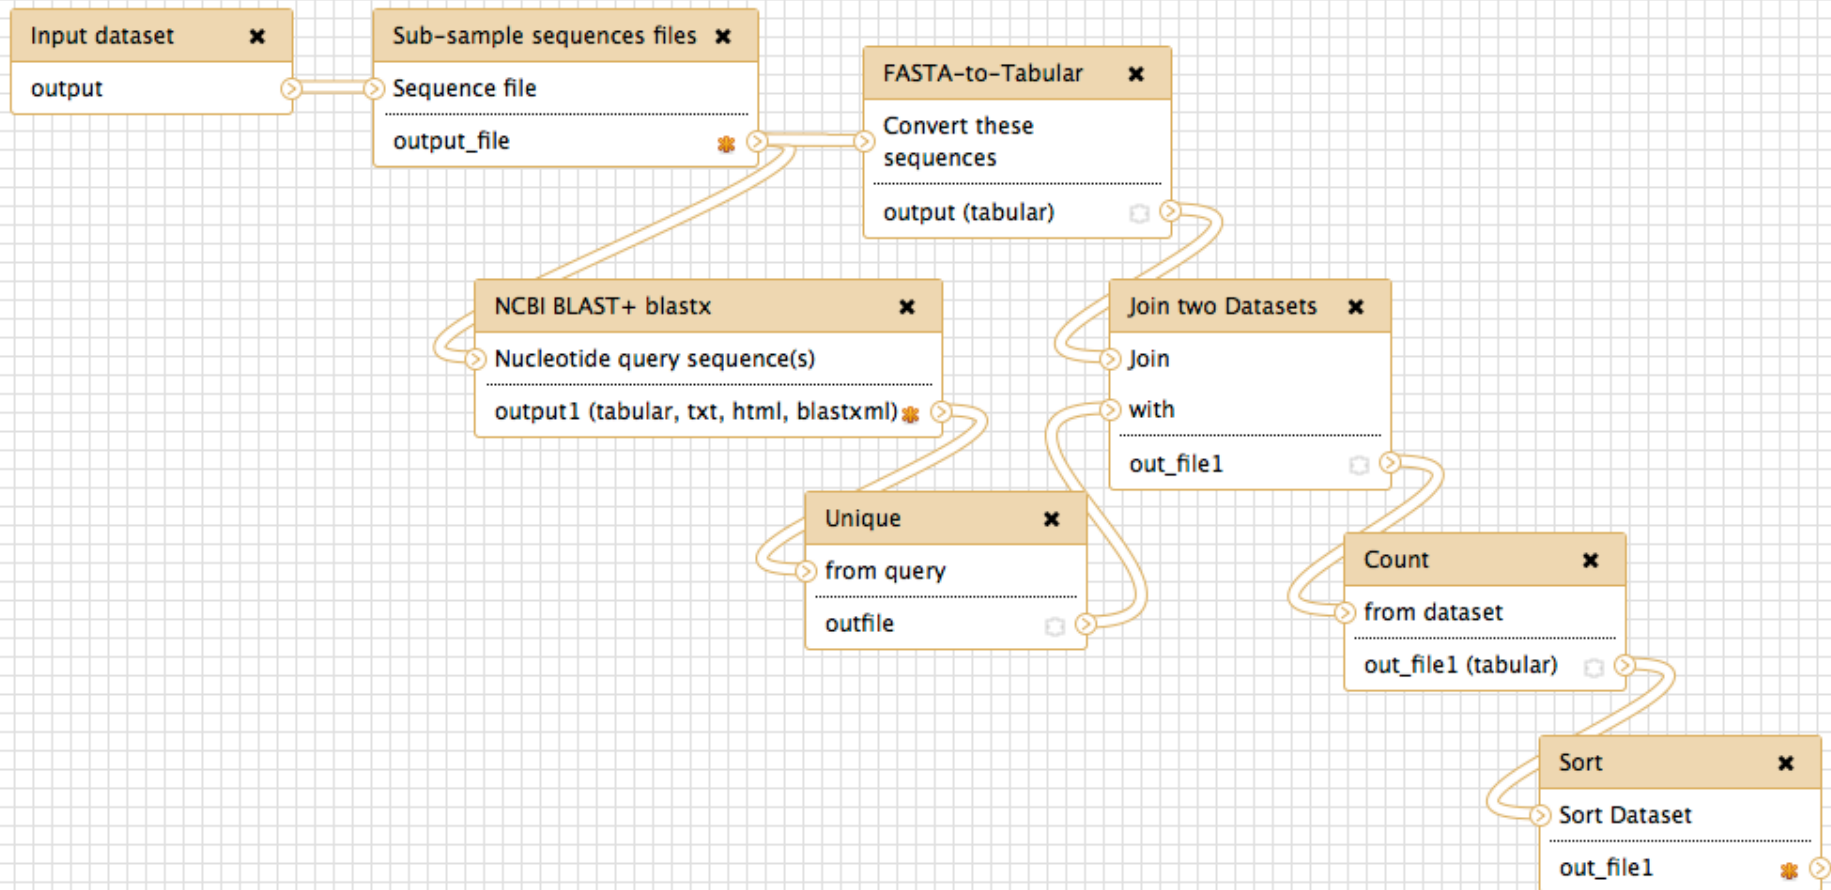 Input dataset
output
Sub-sample sequences files
Sequence file
output_file
FASTA-to-Tabular
Convert these
sequences
output (tabular)
NCBI BLAST+ blastx
Nucleotide query sequence(s)
output1 (tabular, txt, html, blastxml)
Join two Datasets
Join
with
out_file1
Unique
from query
outfile
Count
from dataset
out_file1 (tabular)
Sort
Sort Dataset
out_file1